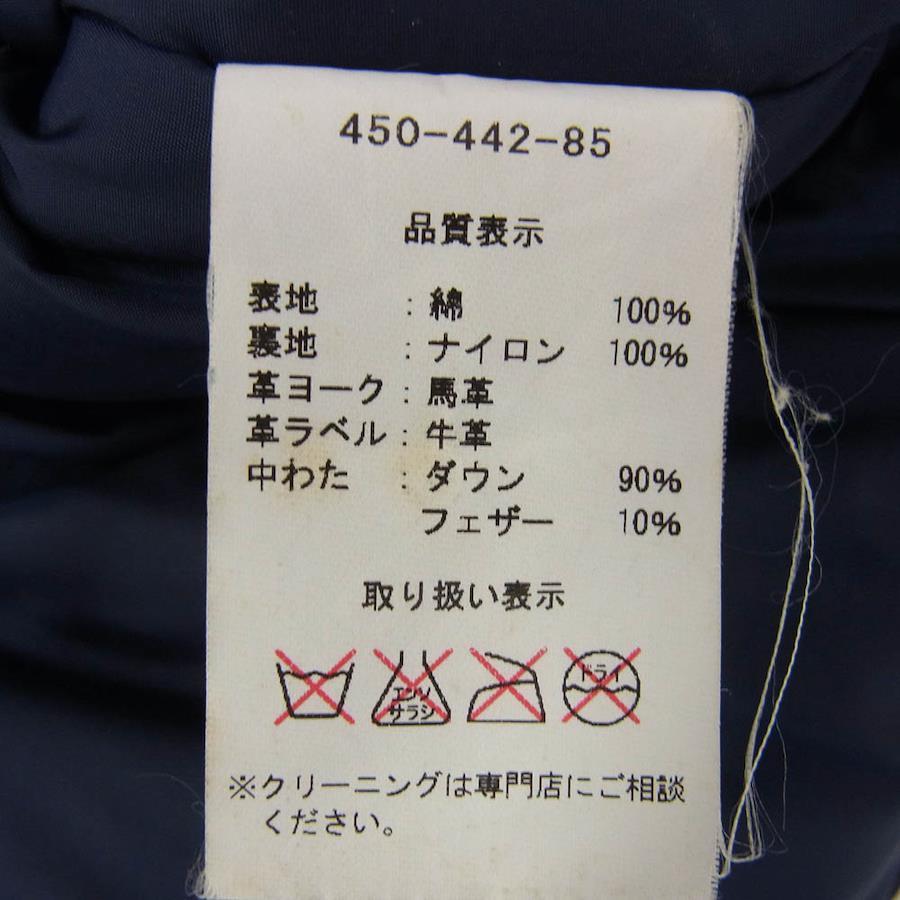 450-442-85
品質表示
表地 : 綿 100%
裏地 : ナイロン 100%
革ヨーク : 馬革
革ラベル : 牛革
中わた : ダウン 90%
フェザー 10%
取り扱い表示
エンソ
サラシ
ドライ
※クリーニングは専門店にご相談
ください。